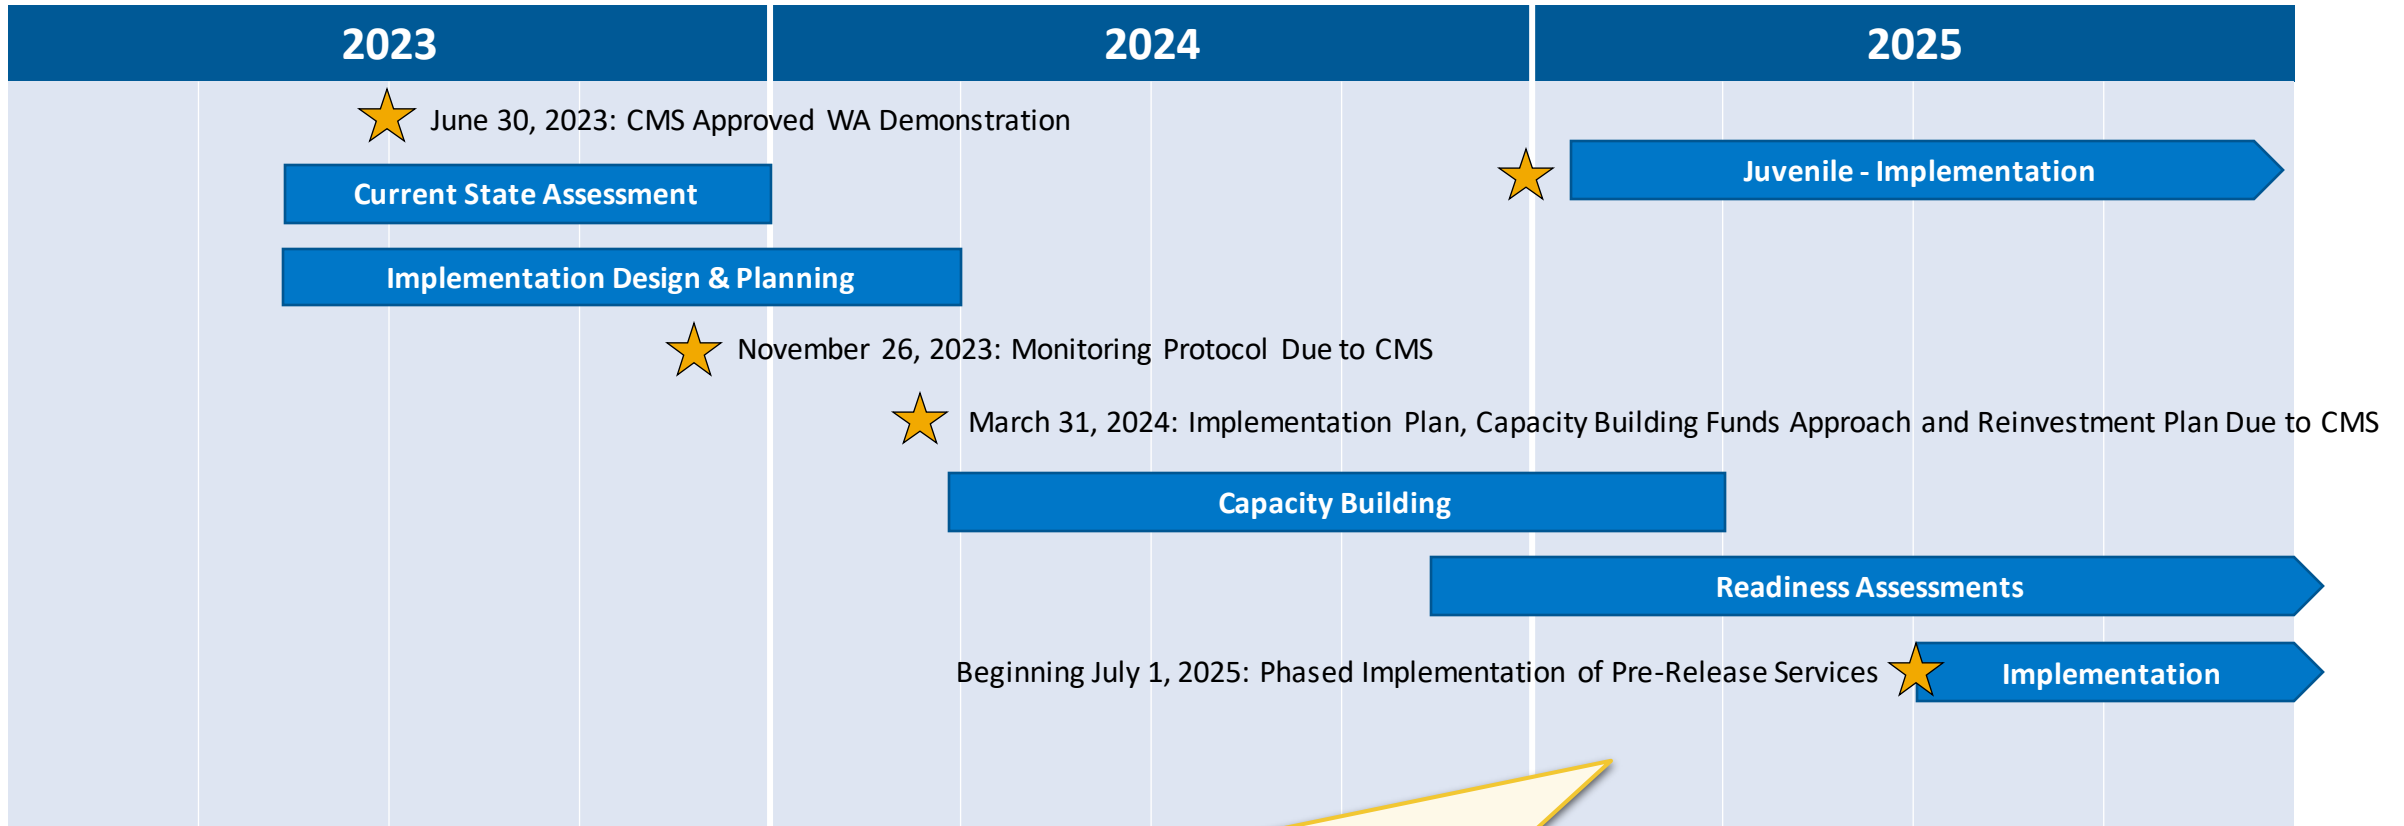 2023
2024
2025
June 30, 2023: CMS Approved WA Demonstration
Juvenile - Implementation
Current State Assessment
Implementation Design & Planning
November 26, 2023: Monitoring Protocol Due to CMS
March 31, 2024: Implementation Plan, Capacity Building Funds Approach and Reinvestment Plan Due to CMS
Capacity Building
Readiness Assessments
Beginning July 1, 2025: Phased Implementation of Pre-Release Services
Implementation